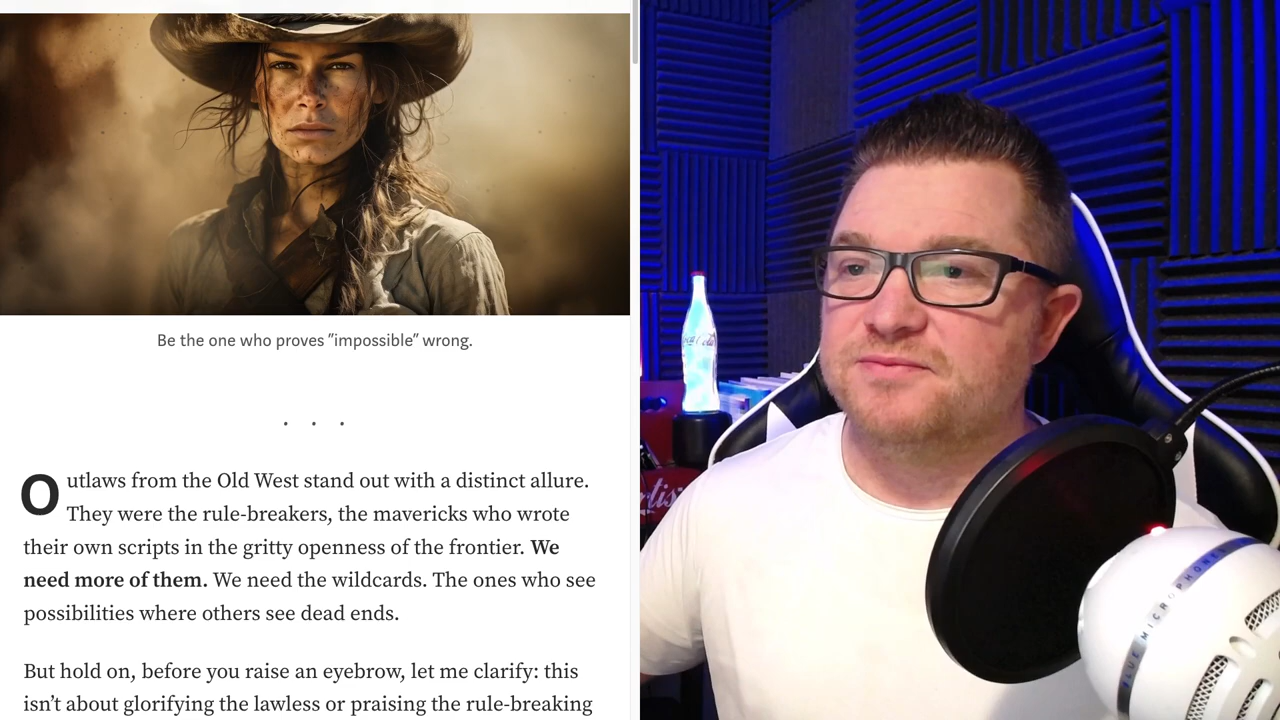 Be the one who proves "impossible" wrong.
. . .
Outlaws from the Old West stand out with a distinct allure.
They were the rule-breakers, the mavericks who wrote
their own scripts in the gritty openness of the frontier. We
need more of them. We need the wildcards. The ones who see
possibilities where others see dead ends.
But hold on, before you raise an eyebrow, let me clarify: this
isn't about glorifying the lawless or praising the rule-breaking
Coca-Cola
BLUE MICROPHONES